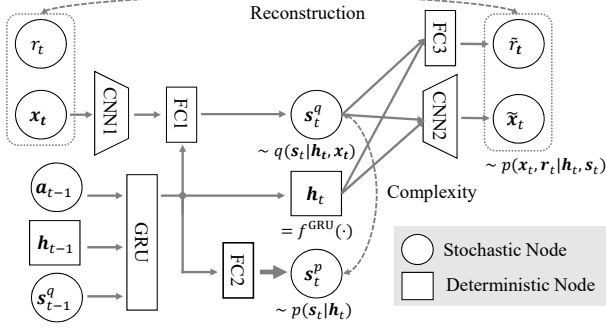 Reconstruction
r_t
x_t
CNN1
FC1
s_t^q
~ q(s_t|h_t, x_t)
FC3
CNN2
r̃_t
x̃_t
~ p(x_t, r_t|h_t, s_t)
a_{t-1}
h_{t-1}
s_{t-1}^q
GRU
h_t
= f^{GRU}(·)
Complexity
FC2
s_t^p
~ p(s_t|h_t)
Stochastic Node
Deterministic Node